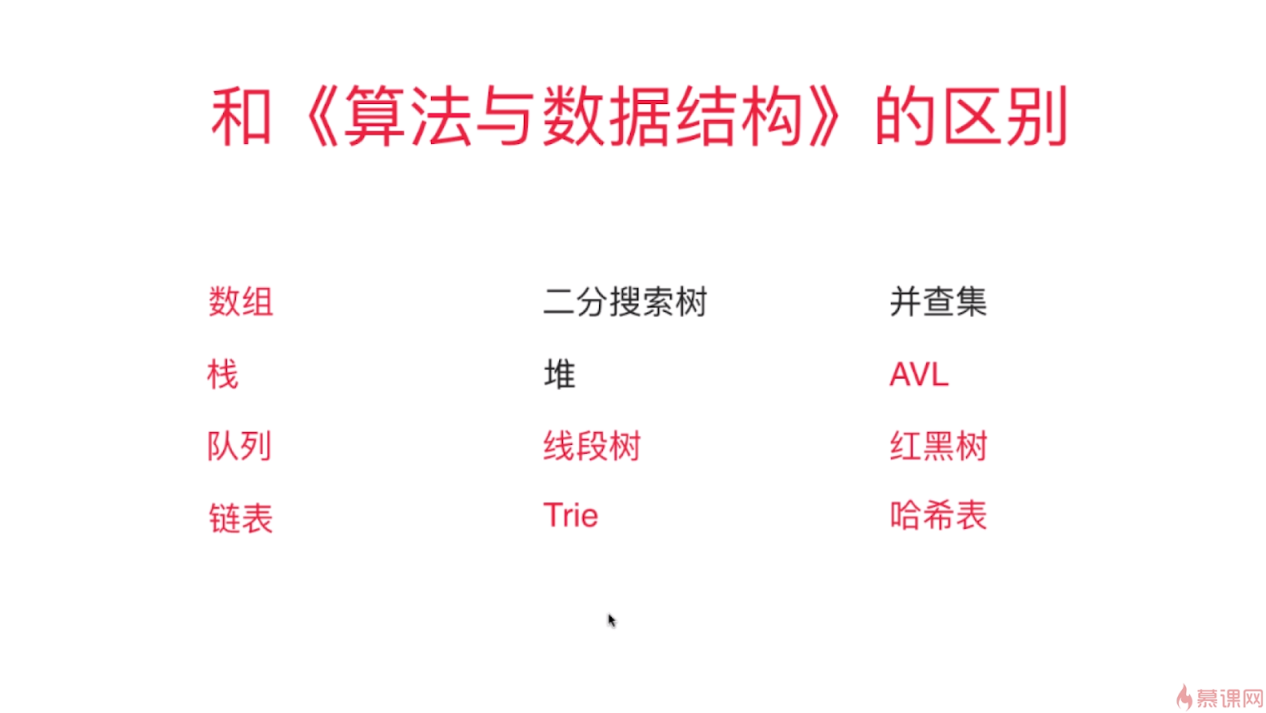 和《算法与数据结构》的区别
数组 二分搜索树 并查集
栈 堆 AVL
队列 线段树 红黑树
链表 Trie 哈希表
慕课网